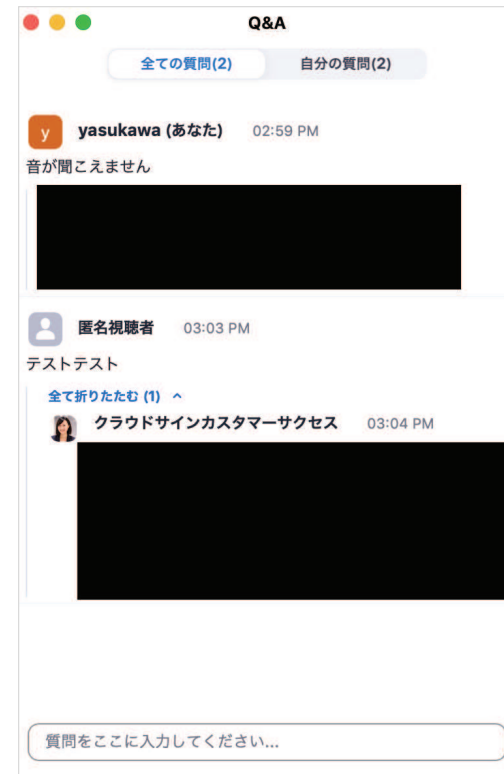 Q&A
全ての質問(2) 自分の質問(2)
y yasukawa (あなた) 02:59 PM
音が聞こえません
匿名視聴者 03:03 PM
テストテスト
全て折りたたむ (1)
クラウドサインカスタマーサクセス 03:04 PM
質問をここに入力してください...